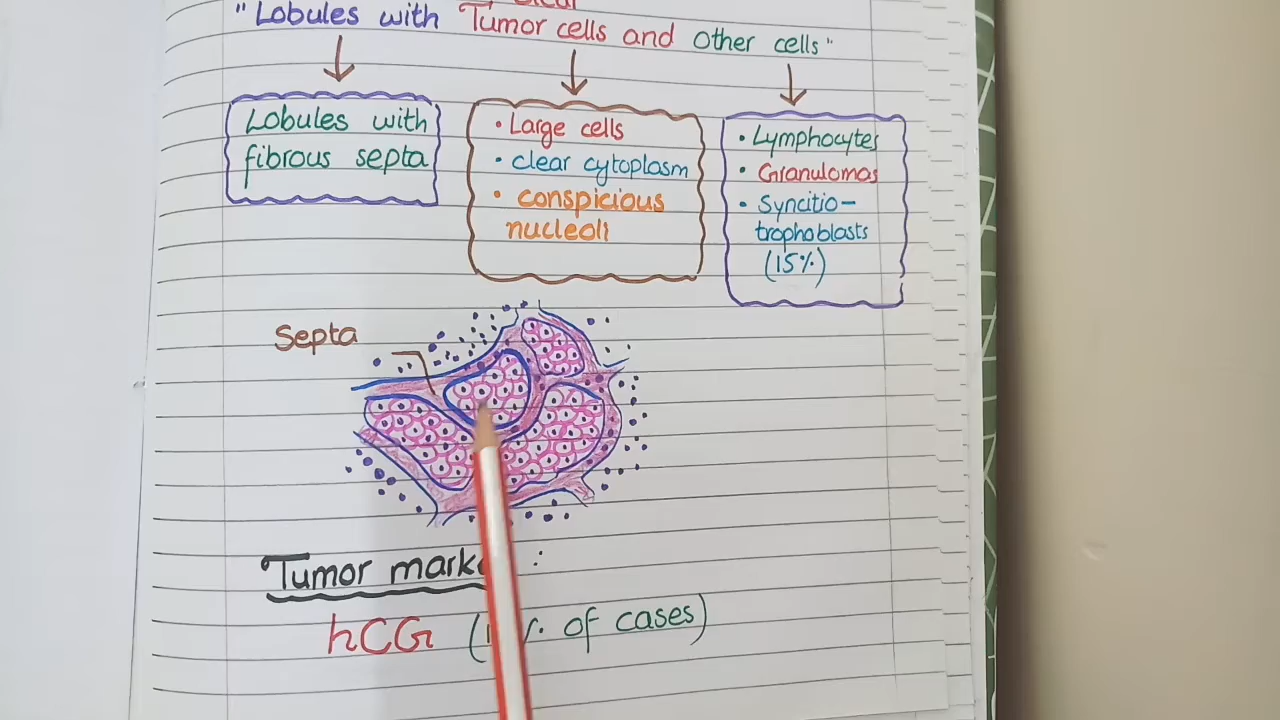 "Lobules with Tumor cells and other cells"
Lobules with
fibrous septa
• Large cells
• clear cytoplasm
• conspicious
nucleoli
• Lymphocytes
• Granulomas
• Syncitio-
trophoblasts
(15%)
Septa
Tumor mark :
hCG ( % of cases)